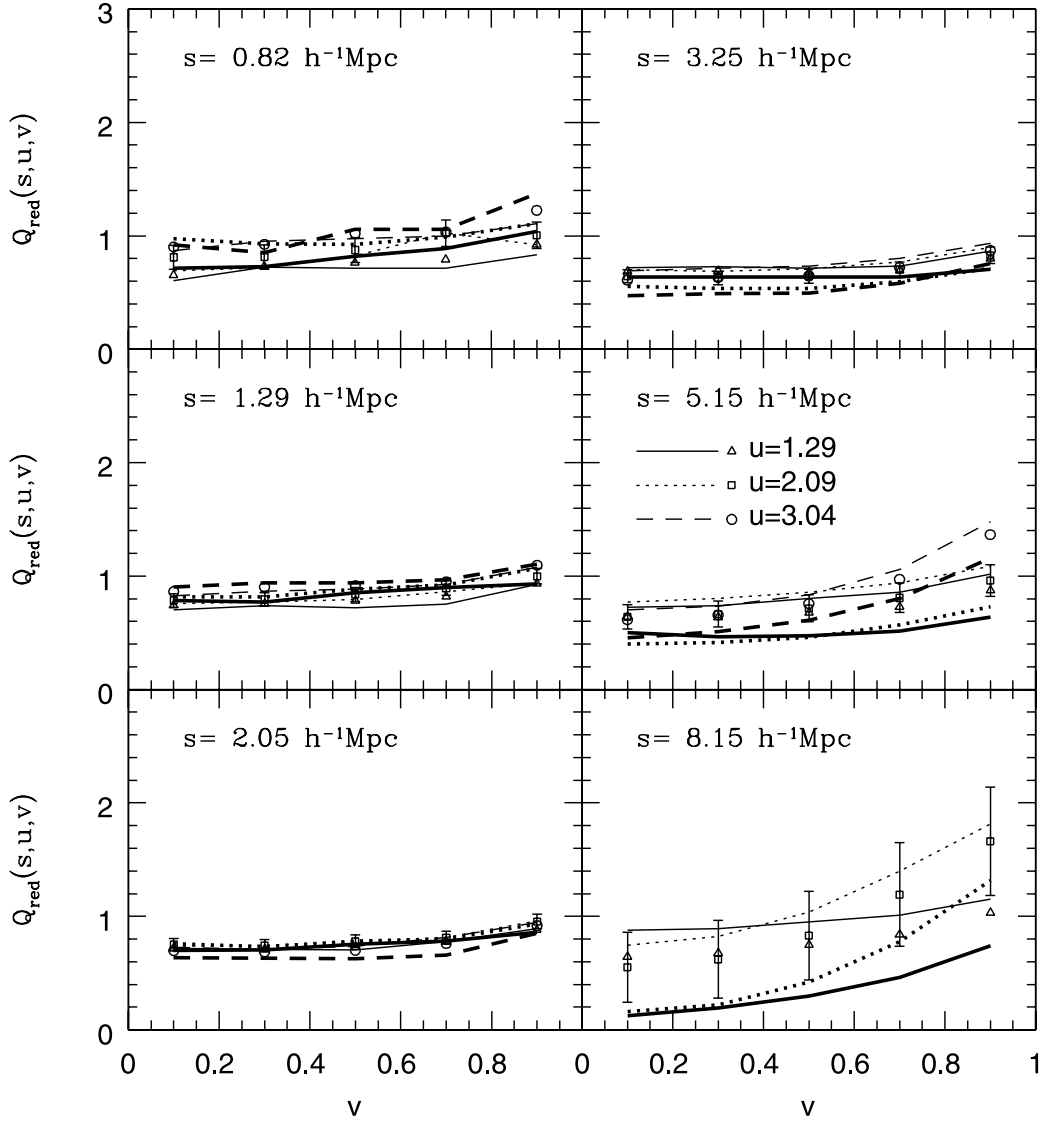 3
s= 0.82 h⁻¹Mpc
s= 3.25 h⁻¹Mpc
2
Q_red(s,u,v)
1
0
s= 1.29 h⁻¹Mpc
s= 5.15 h⁻¹Mpc
u=1.29
2
u=2.09
u=3.04
Q_red(s,u,v)
1
0
s= 2.05 h⁻¹Mpc
s= 8.15 h⁻¹Mpc
2
Q_red(s,u,v)
1
0
0 0.2 0.4 0.6 0.8 0 0.2 0.4 0.6 0.8 1
v v